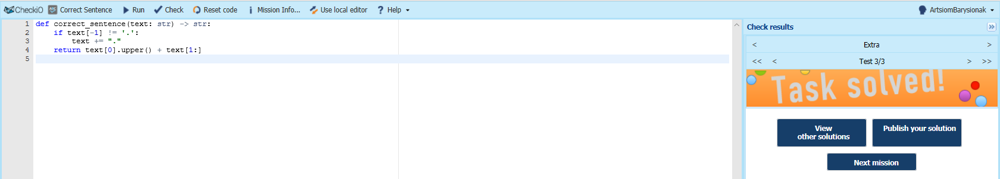 CheckiO ABC Correct Sentence Run Check Reset code Mission Info... Use local editor Help ArtsiomBarysionak
1 def correct_sentence(text: str) -> str:
2 if text[-1] != '.':
3 text += "."
4 return text[0].upper() + text[1:]
5
Check results >>
< Extra >
<< < Test 3/3 > >>
Task solved!
View
other solutions
Publish your solution
Next mission